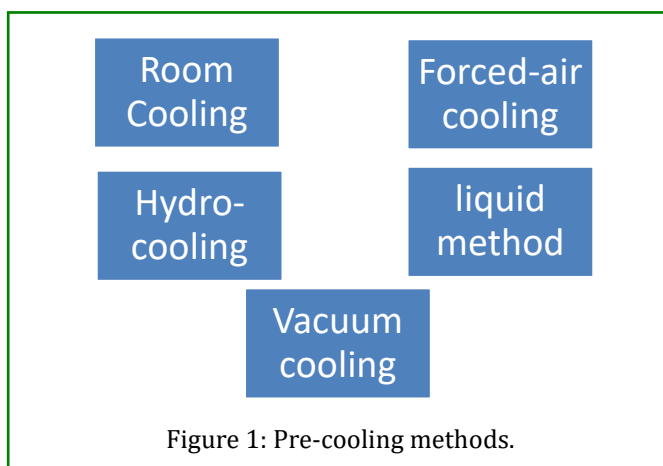 Room
Cooling
Forced-air
cooling
Hydro-
cooling
liquid
method
Vacuum
cooling
Figure 1: Pre-cooling methods.